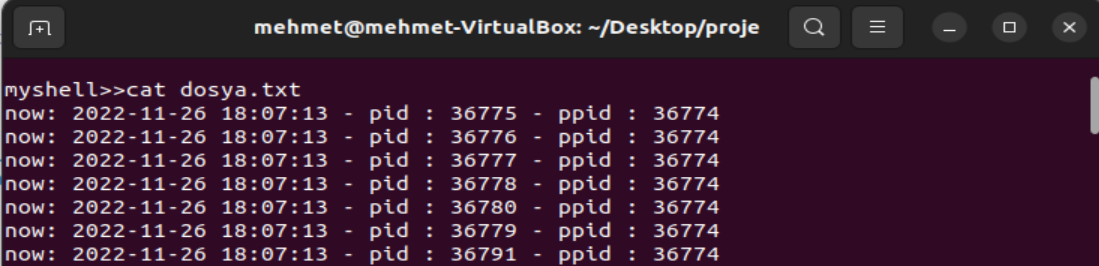 mehmet@mehmet-VirtualBox: ~/Desktop/proje
myshell>>cat dosya.txt
now: 2022-11-26 18:07:13 - pid : 36775 - ppid : 36774
now: 2022-11-26 18:07:13 - pid : 36776 - ppid : 36774
now: 2022-11-26 18:07:13 - pid : 36777 - ppid : 36774
now: 2022-11-26 18:07:13 - pid : 36778 - ppid : 36774
now: 2022-11-26 18:07:13 - pid : 36780 - ppid : 36774
now: 2022-11-26 18:07:13 - pid : 36779 - ppid : 36774
now: 2022-11-26 18:07:13 - pid : 36791 - ppid : 36774